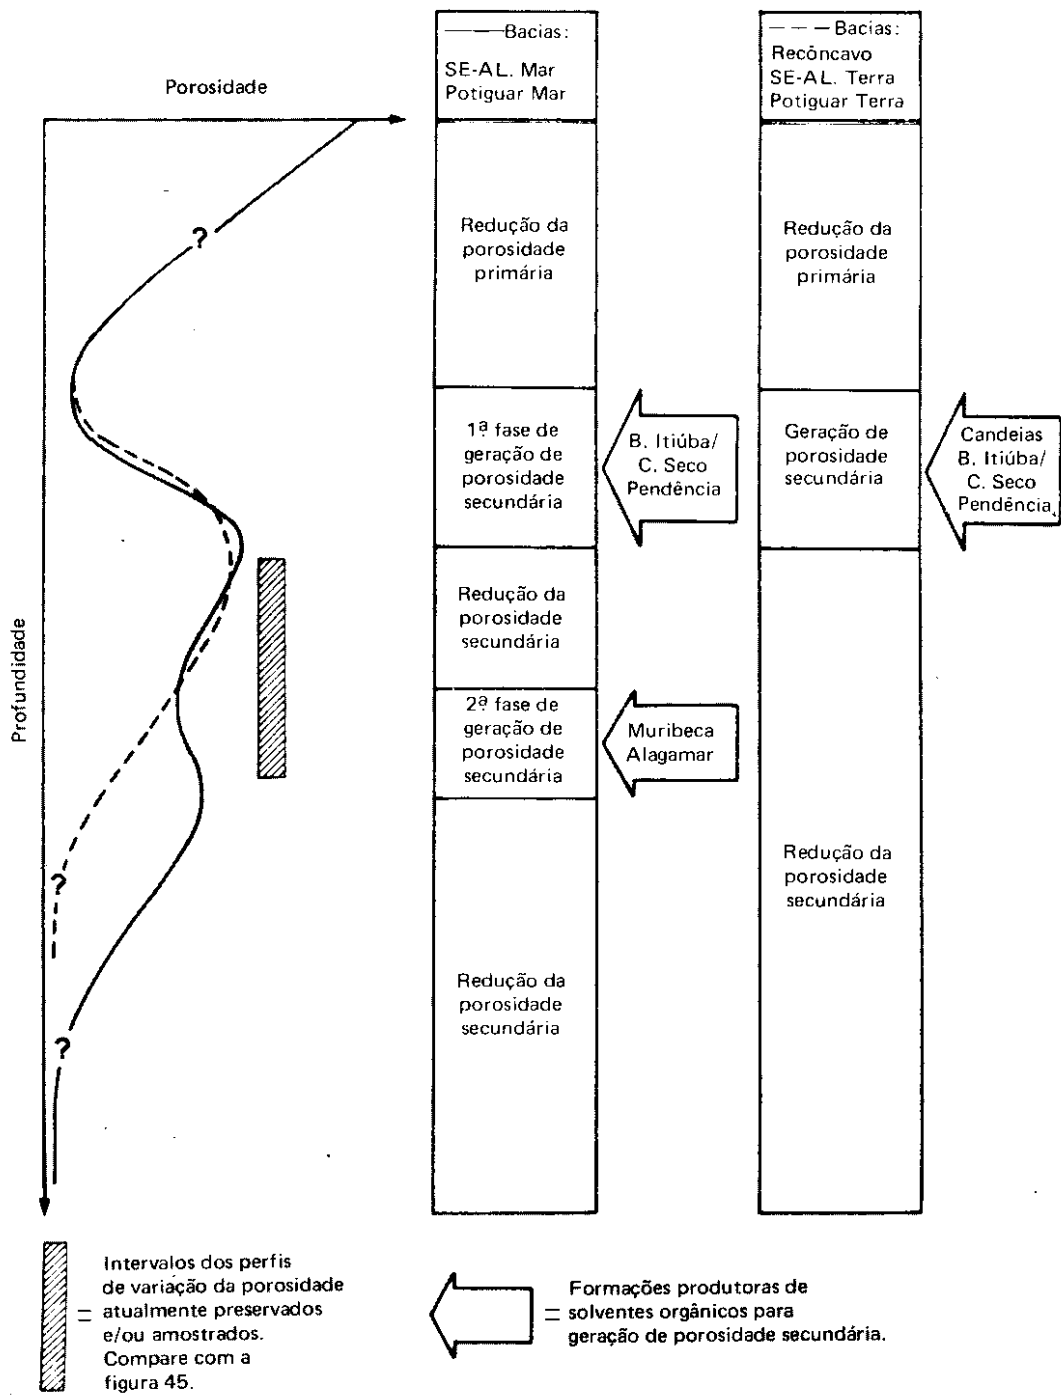 Porosidade
Profundidade
?
?
?
Bacias:
SE-AL. Mar
Potiguar Mar
Redução da
porosidade
primária
1ª fase de
geração de
porosidade
secundária
Redução da
porosidade
secundária
2ª fase de
geração de
porosidade
secundária
Redução da
porosidade
secundária
B. Itiúba/
C. Seco
Pendência
Muribeca
Alagamar
Bacias:
Recôncavo
SE-AL. Terra
Potiguar Terra
Redução da
porosidade
primária
Geração de
porosidade
secundária
Redução da
porosidade
secundária
Candeias
B. Itiúba/
C. Seco
Pendência
Intervalos dos perfis
de variação da porosidade
= atualmente preservados
e/ou amostrados.
Compare com a
figura 45.
Formações produtoras de
= solventes orgânicos para
geração de porosidade secundária.